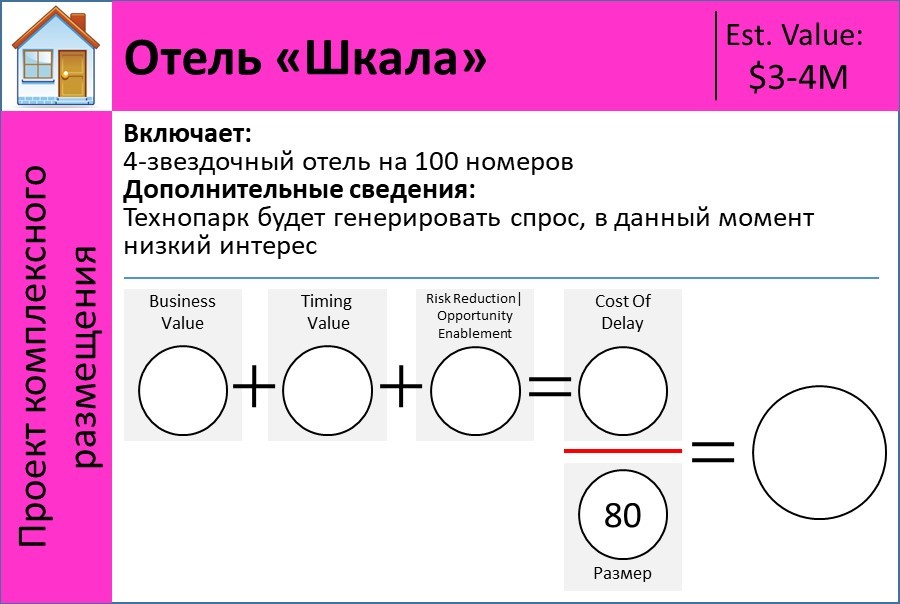 Отель «Шкала»
Est. Value:
$3-4M
Проект комплексного
размещения
Включает:
4-звездочный отель на 100 номеров
Дополнительные сведения:
Технопарк будет генерировать спрос, в данный момент
низкий интерес
Business
Value
+
Timing
Value
+
Risk Reduction|
Opportunity
Enablement
=
Cost Of
Delay
80
Размер
=